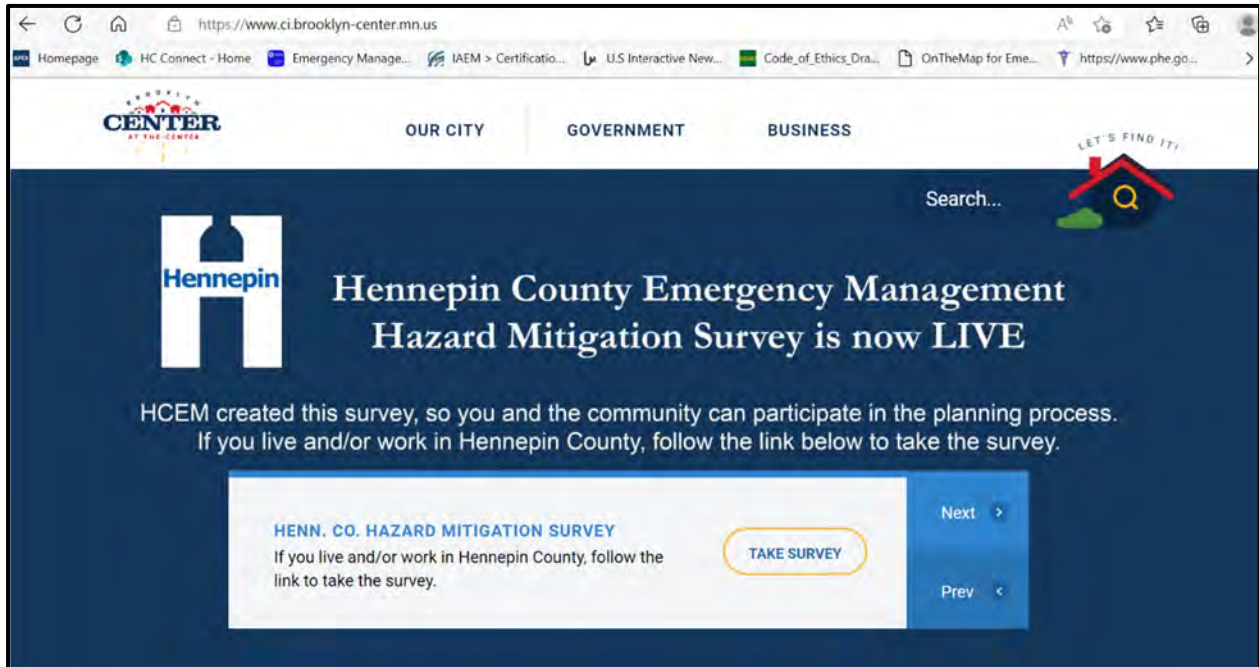 https://www.ci.brooklyn-center.mn.us
Homepage HC Connect - Home Emergency Manage... IAEM > Certificatio... U.S Interactive New... Code_of_Ethics_Dra... OnTheMap for Eme... https://www.phe.go...
BROOKLYN
CENTER
AT THE CENTER
OUR CITY GOVERNMENT BUSINESS
LET'S FIND IT!
Search...
Hennepin
Hennepin County Emergency Management
Hazard Mitigation Survey is now LIVE
HCEM created this survey, so you and the community can participate in the planning process.
If you live and/or work in Hennepin County, follow the link below to take the survey.
HENN. CO. HAZARD MITIGATION SURVEY
If you live and/or work in Hennepin County, follow the
link to take the survey.
TAKE SURVEY
Next
Prev